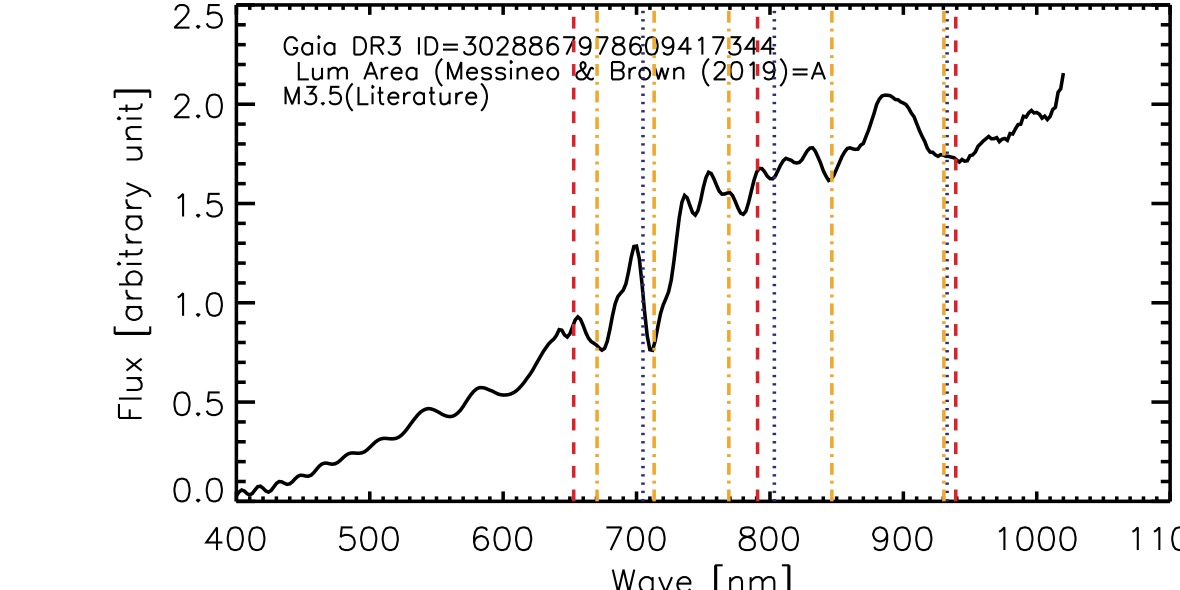 2.5
Gaia DR3 ID=3028867978609417344
Lum Area (Messineo & Brown (2019)=A
M3.5(Literature)
2.0
1.5
1.0
0.5
0.0
Flux [arbitrary unit]
400 500 600 700 800 900 1000 110
Wave [nm]